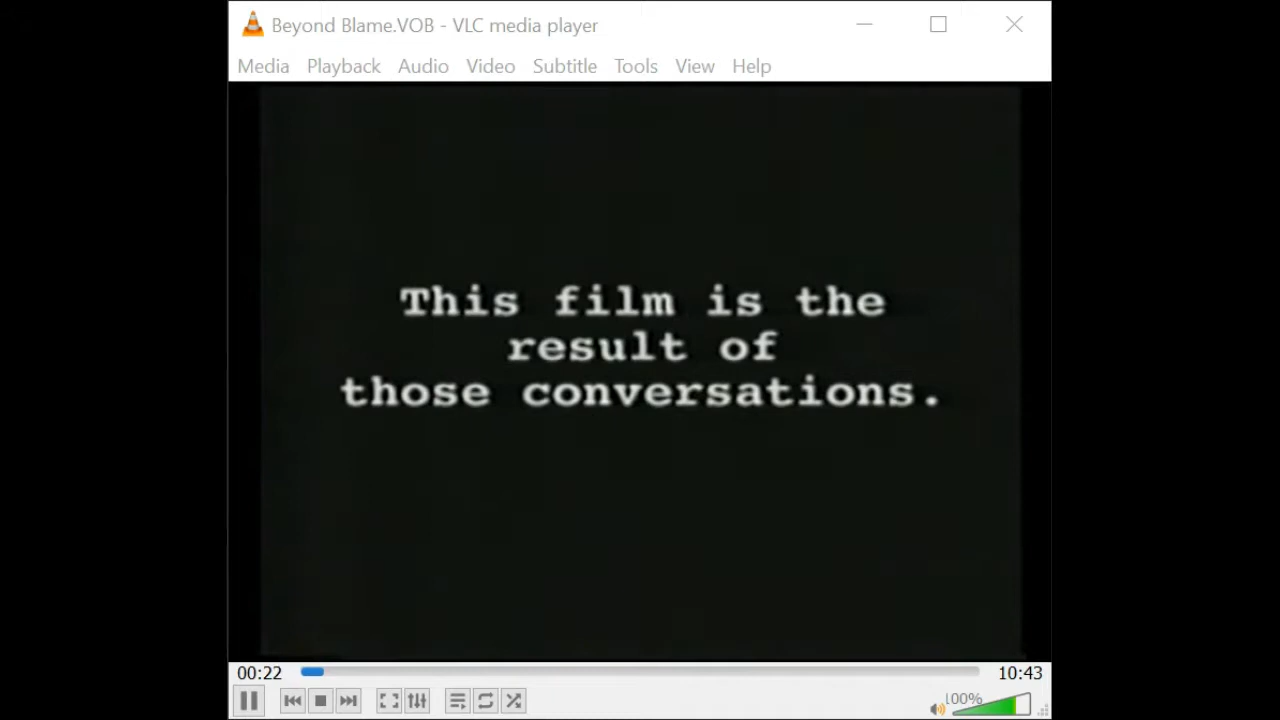 Beyond Blame.VOB - VLC media player
Media Playback Audio Video Subtitle Tools View Help
This film is the
result of
those conversations.
00:22 10:43
100%